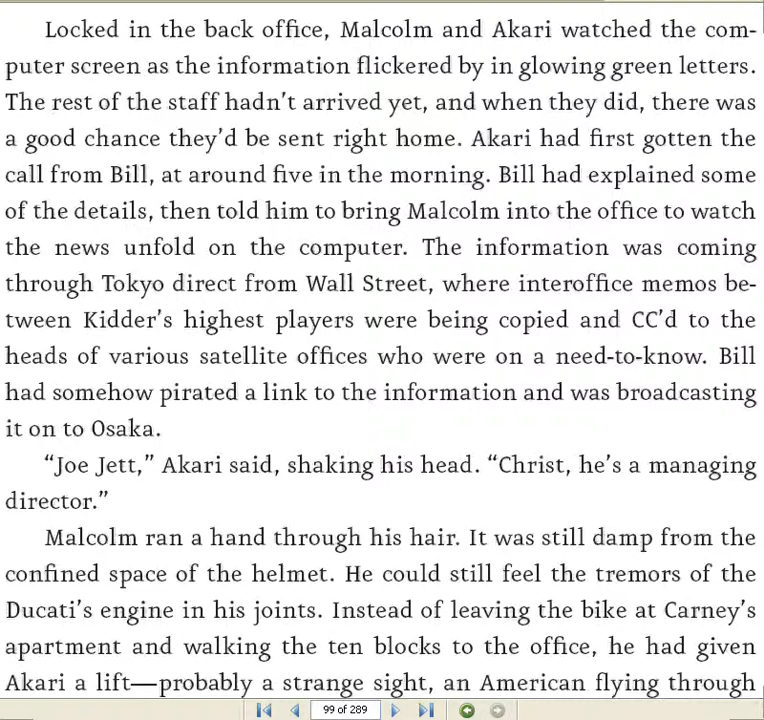 Locked in the back office, Malcolm and Akari watched the com-
puter screen as the information flickered by in glowing green letters.
The rest of the staff hadn't arrived yet, and when they did, there was
a good chance they'd be sent right home. Akari had first gotten the
call from Bill, at around five in the morning. Bill had explained some
of the details, then told him to bring Malcolm into the office to watch
the news unfold on the computer. The information was coming
through Tokyo direct from Wall Street, where interoffice memos be-
tween Kidder's highest players were being copied and CC'd to the
heads of various satellite offices who were on a need-to-know. Bill
had somehow pirated a link to the information and was broadcasting
it on to Osaka.
“Joe Jett,” Akari said, shaking his head. “Christ, he's a managing
director.”
Malcolm ran a hand through his hair. It was still damp from the
confined space of the helmet. He could still feel the tremors of the
Ducati's engine in his joints. Instead of leaving the bike at Carney's
apartment and walking the ten blocks to the office, he had given
Akari a lift—probably a strange sight, an American flying through
99 of 289